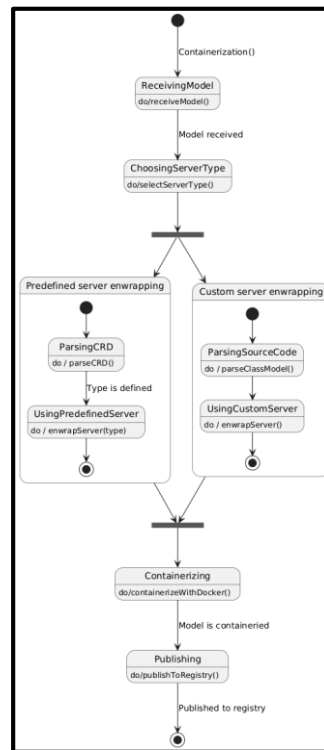 Containerization()
ReceivingModel
do/receiveModel()
Model received
ChoosingServerType
do/selectServerType()
Predefined server enwrapping
ParsingCRD
do / parseCRD()
Type is defined
UsingPredefinedServer
do / enwrapServer(type)
Custom server enwrapping
ParsingSourceCode
do / parseClassModel()
UsingCustomServer
do / enwrapServer()
Containerizing
do/containerizeWithDocker()
Model is containeried
Publishing
do/publishToRegistry()
Published to registry